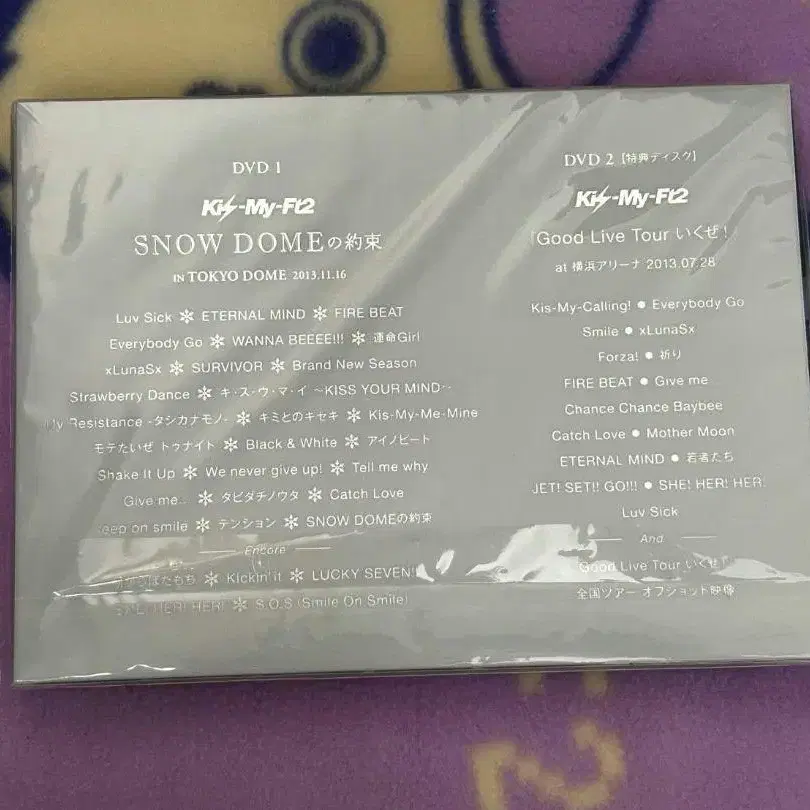 DVD 1
Kis-My-Ft2
SNOW DOMEの約束
IN TOKYO DOME 2013.11.16
Luv Sick ✻ ETERNAL MIND ✻ FIRE BEAT
Everybody Go ✻ WANNA BEEEE!!! ✻ 運命Girl
xLunaSx ✻ SURVIVOR ✻ Brand New Season
Strawberry Dance ✻ キ・ス・ウ・マ・イ ～KISS YOUR MIND～
My Resistance -タシカナモノ- ✻ キミとのキセキ ✻ Kis-My-Me-Mine
モテたいぜ トゥナイト ✻ Black & White ✻ アイノビート
Shake It Up ✻ We never give up! ✻ Tell me why
Give me... ✻ タビダチノウタ ✻ Catch Love
Keep on smile ✻ テンション ✻ SNOW DOMEの約束
Encore
✻ Kickin' it ✻ LUCKY SEVEN!
SHE! HER! HER! ✻ S.O.S (Smile On Smile)
DVD 2 【特典ディスク】
Kis-My-Ft2
「Good Live Tour いくぜ！」
at 横浜アリーナ 2013.07.28
Kis-My-Calling! ● Everybody Go
Smile ● xLunaSx
Forza! ● 祈り
FIRE BEAT ● Give me...
Chance Chance Baybee
Catch Love ● Mother Moon
ETERNAL MIND ● 若者たち
JET! SET!! GO!!! ● SHE! HER! HER!
Luv Sick
And
Good Live Tour いくぜ！
全国ツアー オフショット映像
2